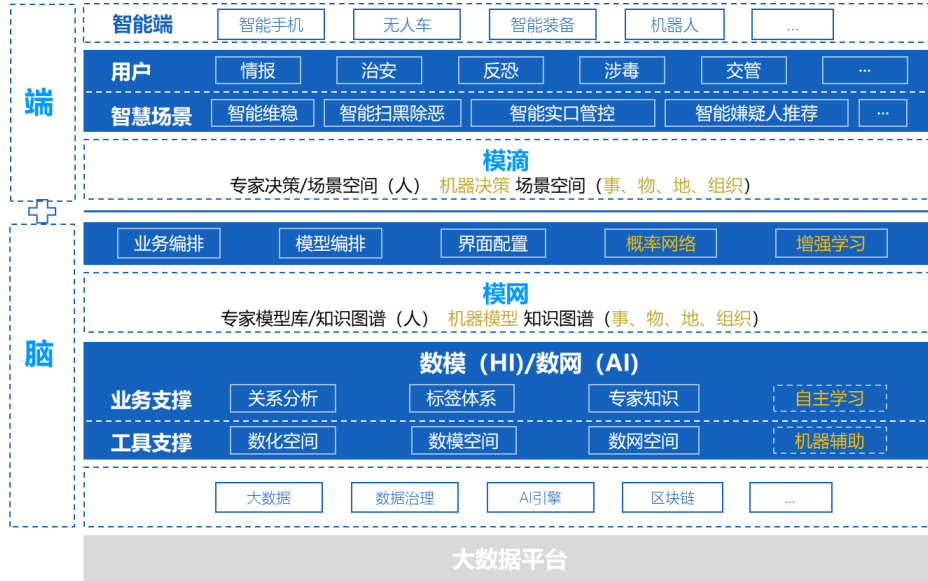 端
智能端 智能手机 无人车 智能装备 机器人 ...
用户 情报 治安 反恐 涉毒 交管 ...
智慧场景 智能维稳 智能扫黑除恶 智能实口管控 智能嫌疑人推荐 ...
模滴
专家决策/场景空间（人） 机器决策 场景空间（事、物、地、组织）
脑
业务编排 模型编排 界面配置 概率网络 增强学习
模网
专家模型库/知识图谱（人） 机器模型 知识图谱（事、物、地、组织）
数模（HI)/数网（AI)
业务支撑 关系分析 标签体系 专家知识 自主学习
工具支撑 数化空间 数模空间 数网空间 机器辅助
大数据 数据治理 AI引擎 区块链 ...
大数据平台